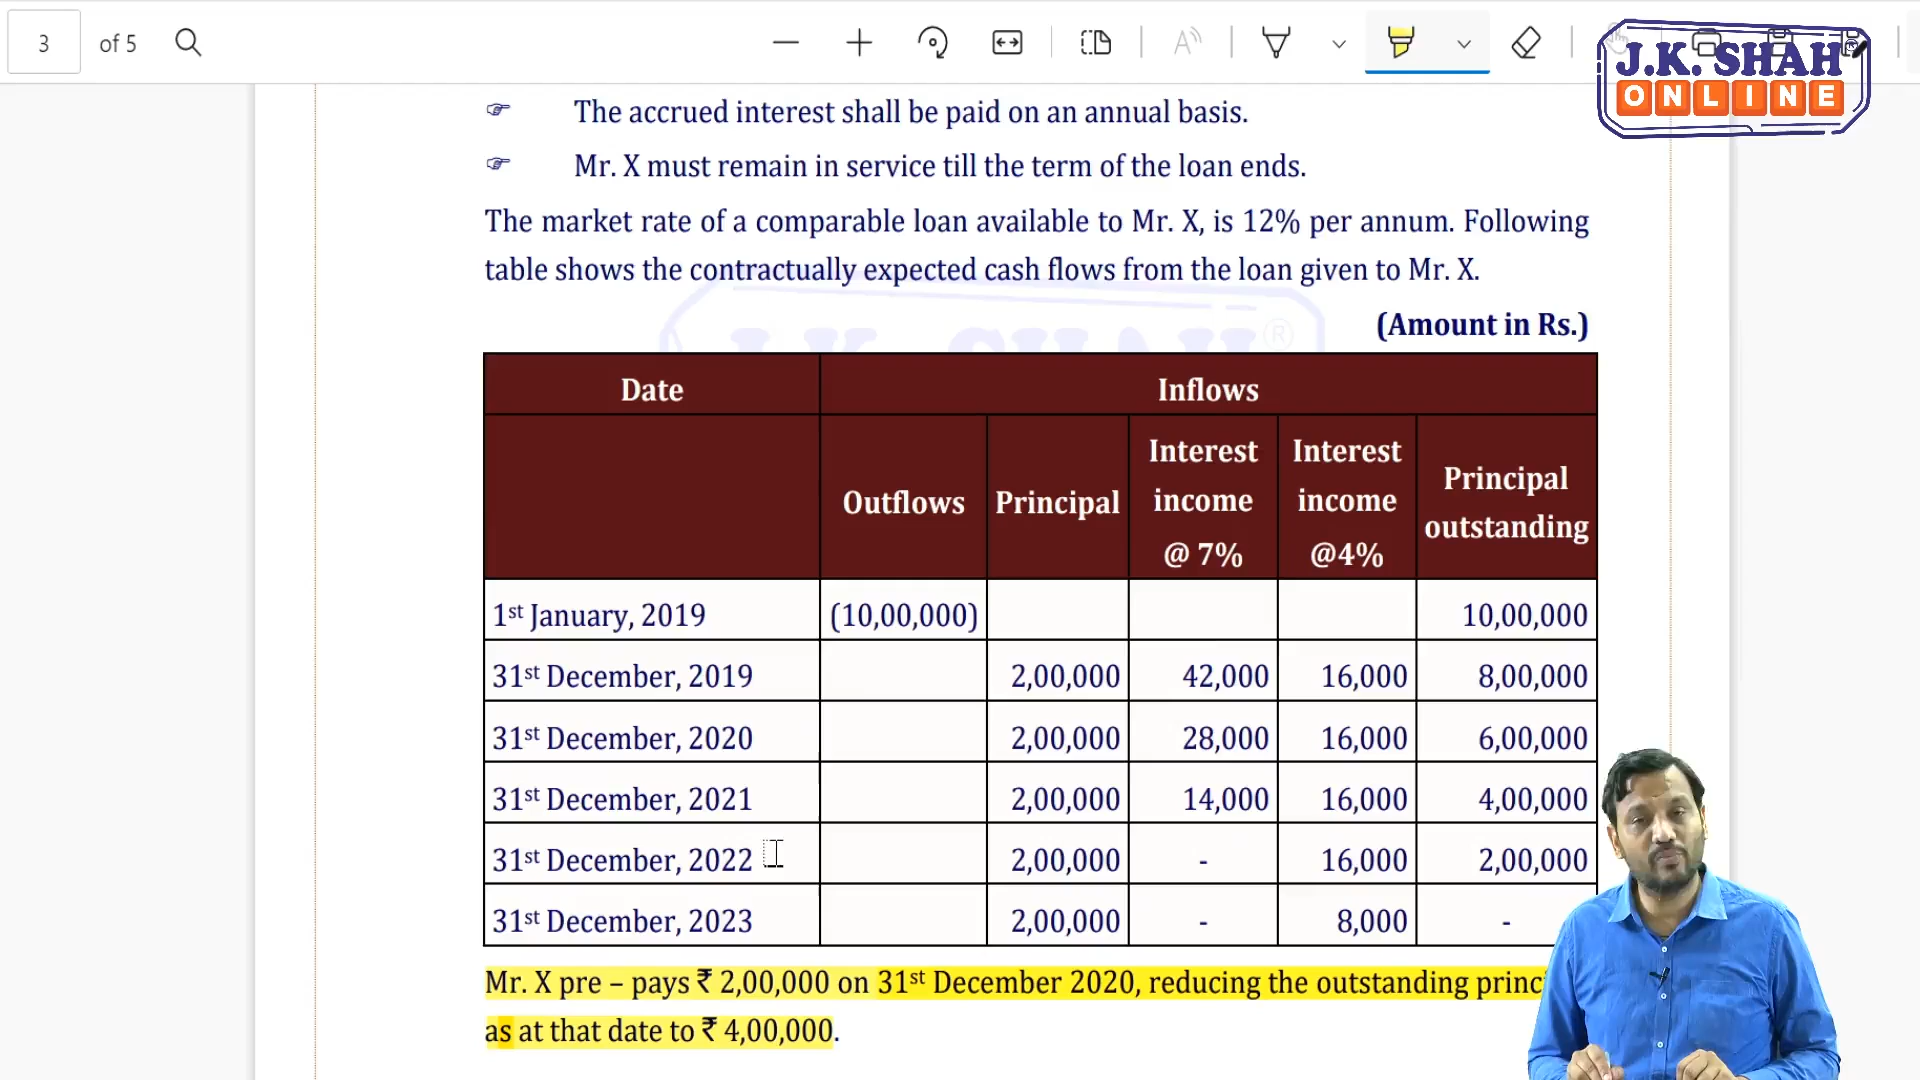 3 of 5
J.K. SHAH
ONLINE
☞ The accrued interest shall be paid on an annual basis.
☞ Mr. X must remain in service till the term of the loan ends.
The market rate of a comparable loan available to Mr. X, is 12% per annum. Following
table shows the contractually expected cash flows from the loan given to Mr. X.
(Amount in Rs.)
Date Inflows
Outflows Principal Interest income @ 7% Interest income @4% Principal outstanding
1st January, 2019 (10,00,000) 10,00,000
31st December, 2019 2,00,000 42,000 16,000 8,00,000
31st December, 2020 2,00,000 28,000 16,000 6,00,000
31st December, 2021 2,00,000 14,000 16,000 4,00,000
31st December, 2022 2,00,000 - 16,000 2,00,000
31st December, 2023 2,00,000 - 8,000 -
Mr. X pre – pays ₹ 2,00,000 on 31st December 2020, reducing the outstanding
as at that date to ₹ 4,00,000.